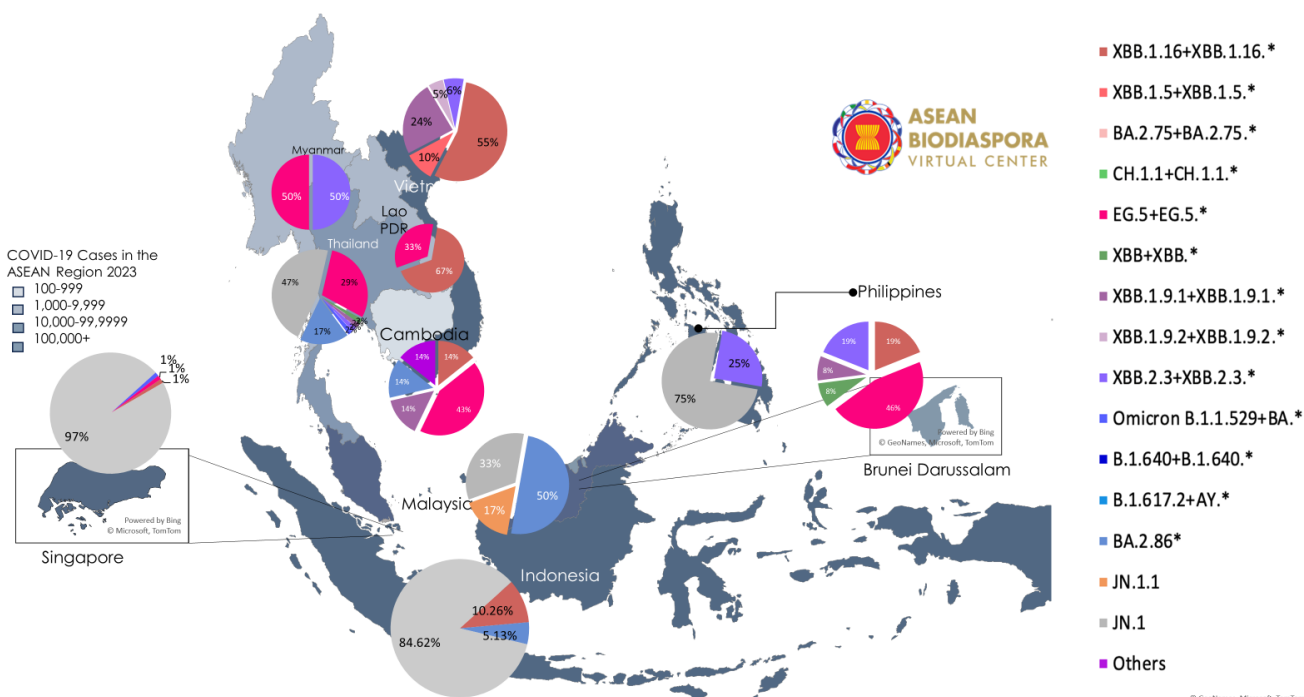 XBB.1.16+XBB.1.16.*
XBB.1.5+XBB.1.5.*
BA.2.75+BA.2.75.*
CH.1.1+CH.1.1.*
EG.5+EG.5.*
XBB+XBB.*
XBB.1.9.1+XBB.1.9.1.*
XBB.1.9.2+XBB.1.9.2.*
XBB.2.3+XBB.2.3.*
Omicron B.1.1.529+BA.*
B.1.640+B.1.640.*
B.1.617.2+AY.*
BA.2.86*
JN.1.1
JN.1
Others
ASEAN
BIODIASPORA
VIRTUAL CENTER
5%
6%
24%
55%
10%
Vietn
Myanmar
50%
50%
Lao
PDR
33%
67%
Thailand
47%
29%
17%
COVID-19 Cases in the
ASEAN Region 2023
100-999
1,000-9,999
10,000-99,9999
100,000+
Cambodia
14%
14%
14%
14%
43%
Philippines
25%
75%
19%
19%
8%
8%
46%
Powered by Bing
© GeoNames, Microsoft, TomTom
Brunei Darussalam
1%
1%
1%
97%
Powered by Bing
© Microsoft, TomTom
Singapore
33%
50%
17%
Malaysic
Indonesia
10.26%
5.13%
84.62%